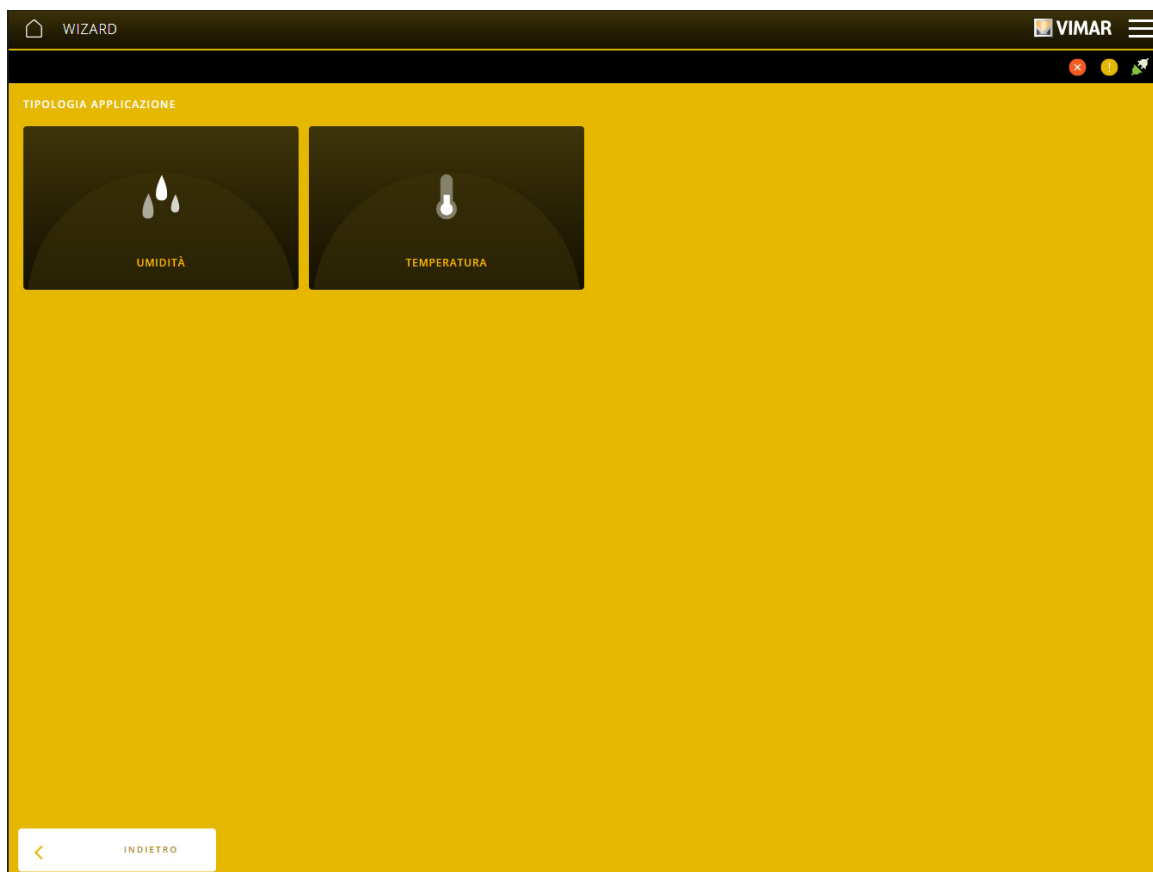 WIZARD
VIMAR
TIPOLOGIA APPLICAZIONE
UMIDITÀ
TEMPERATURA
INDIETRO